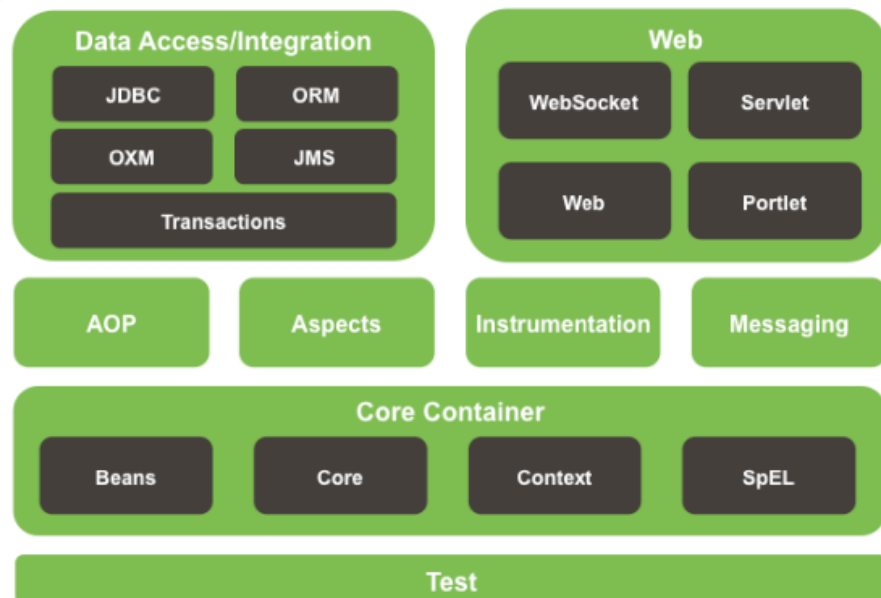 Data Access/Integration
JDBC
ORM
OXM
JMS
Transactions
Web
WebSocket
Servlet
Web
Portlet
AOP
Aspects
Instrumentation
Messaging
Core Container
Beans
Core
Context
SpEL
Test